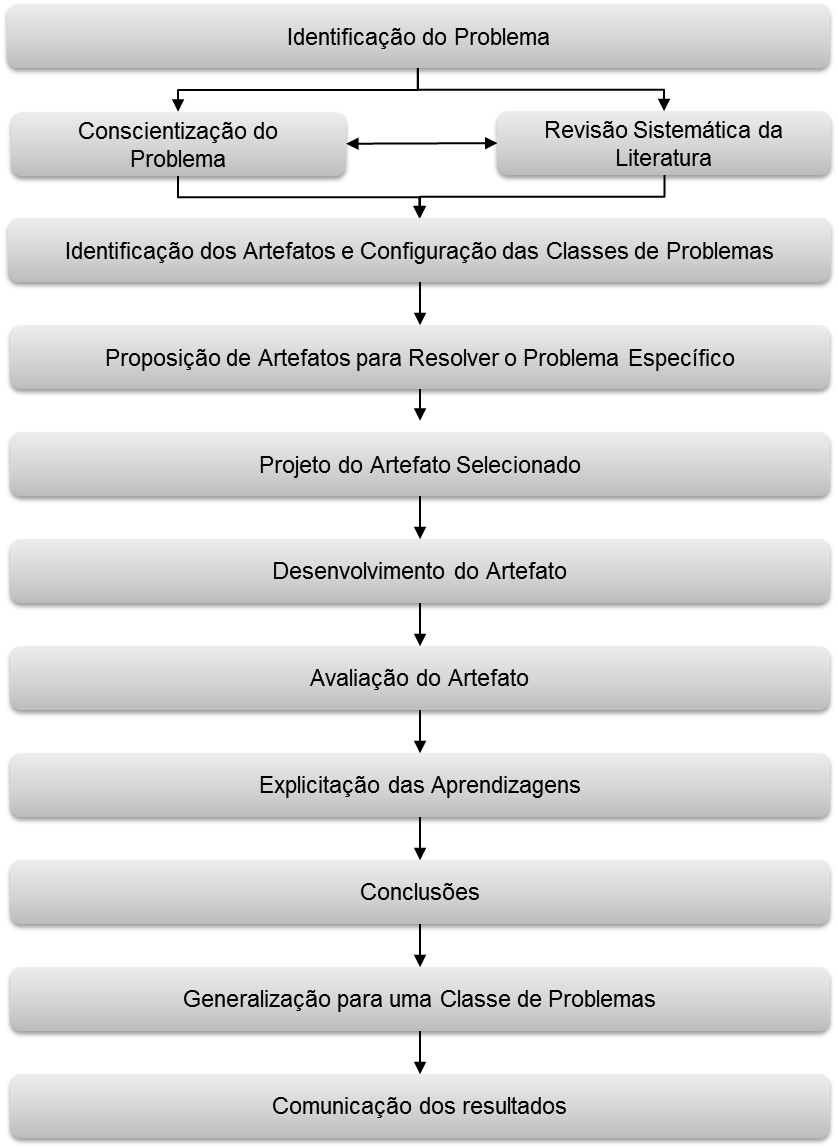 Identificação do Problema
Conscientização do
Problema
Revisão Sistemática da
Literatura
Identificação dos Artefatos e Configuração das Classes de Problemas
Proposição de Artefatos para Resolver o Problema Específico
Projeto do Artefato Selecionado
Desenvolvimento do Artefato
Avaliação do Artefato
Explicitação das Aprendizagens
Conclusões
Generalização para uma Classe de Problemas
Comunicação dos resultados